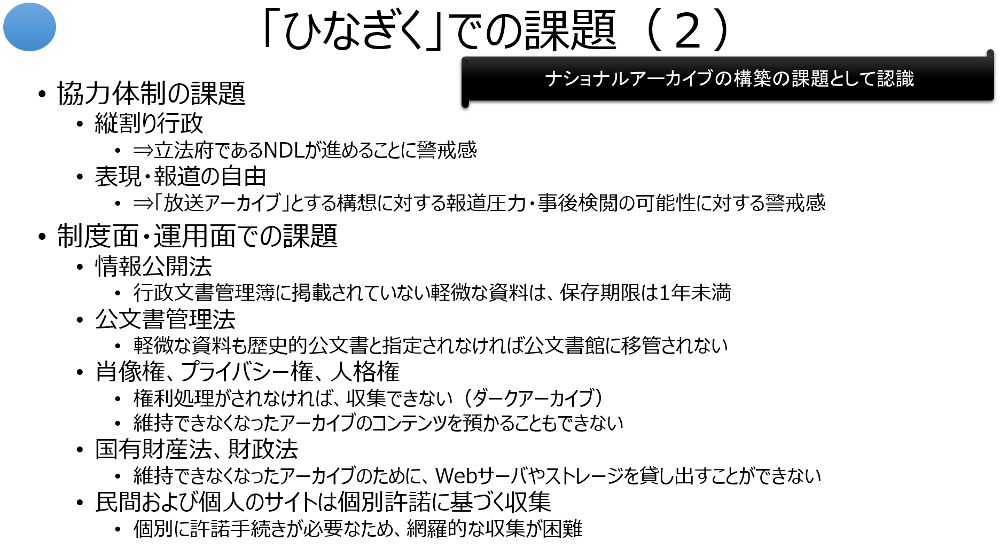 「ひなぎく」での課題（２）
ナショナルアーカイブの構築の課題として認識
• 協力体制の課題
• 縦割り行政
• ⇒立法府であるNDLが進めることに警戒感
• 表現・報道の自由
• ⇒「放送アーカイブ」とする構想に対する報道圧力・事後検閲の可能性に対する警戒感
• 制度面・運用面での課題
• 情報公開法
• 行政文書管理簿に掲載されていない軽微な資料は、保存期限は1年未満
• 公文書管理法
• 軽微な資料も歴史的公文書と指定されなければ公文書館に移管されない
• 肖像権、プライバシー権、人格権
• 権利処理がされなければ、収集できない（ダークアーカイブ）
• 維持できなくなったアーカイブのコンテンツを預かることもできない
• 国有財産法、財政法
• 維持できなくなったアーカイブのために、Webサーバやストレージを貸し出すことができない
• 民間および個人のサイトは個別許諾に基づく収集
• 個別に許諾手続きが必要なため、網羅的な収集が困難